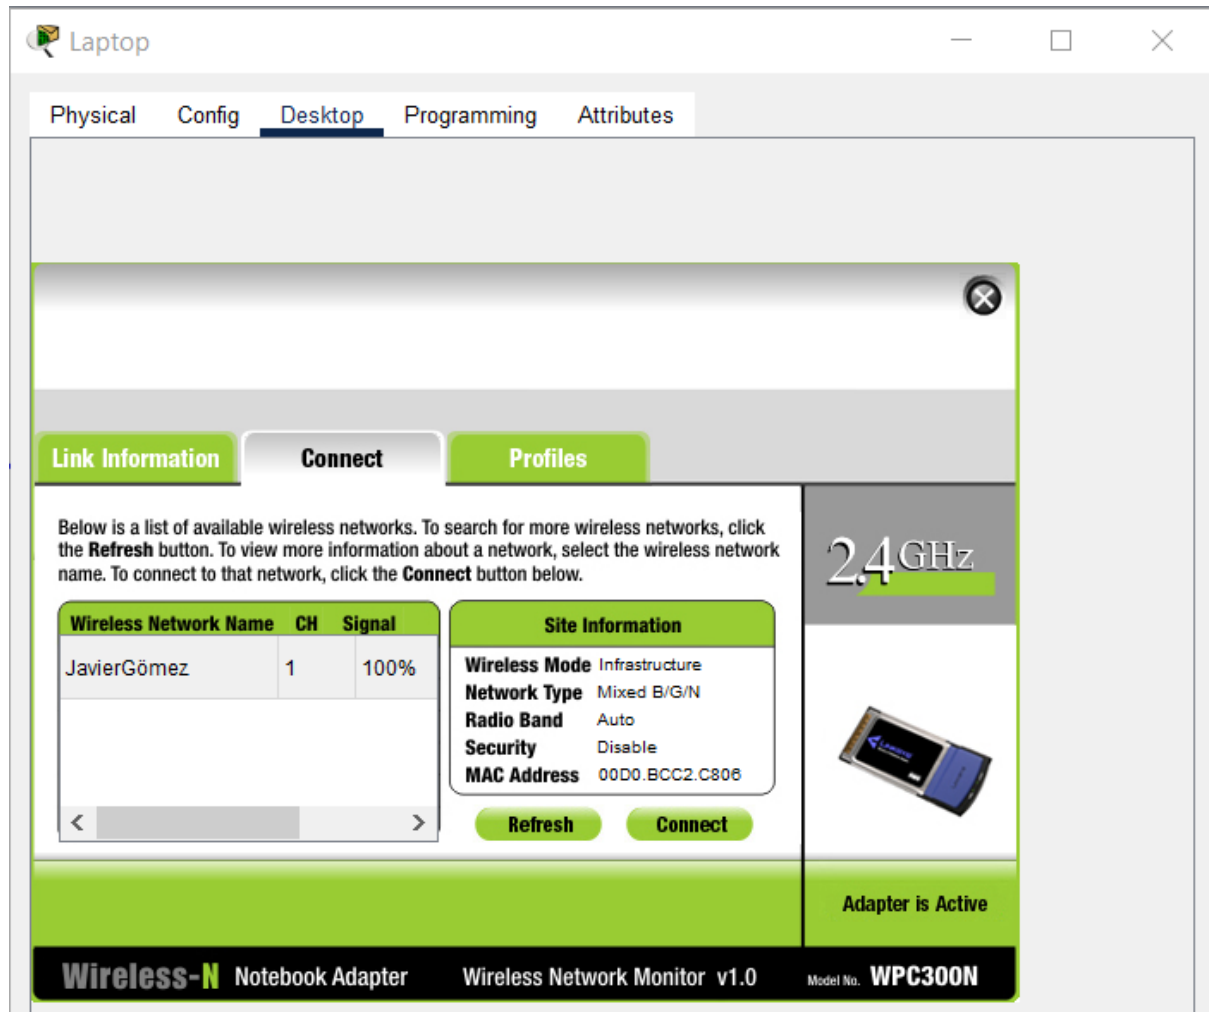 Laptop
Physical Config Desktop Programming Attributes
Link Information Connect Profiles
Below is a list of available wireless networks. To search for more wireless networks, click
the Refresh button. To view more information about a network, select the wireless network
name. To connect to that network, click the Connect button below.
2.4GHz
Wireless Network Name CH Signal
JavierGömez 1 100%
Site Information
Wireless Mode Infrastructure
Network Type Mixed B/G/N
Radio Band Auto
Security Disable
MAC Address 00D0.BCC2.C806
Refresh Connect
Adapter is Active
Wireless-N Notebook Adapter Wireless Network Monitor v1.0 Model No. WPC300N